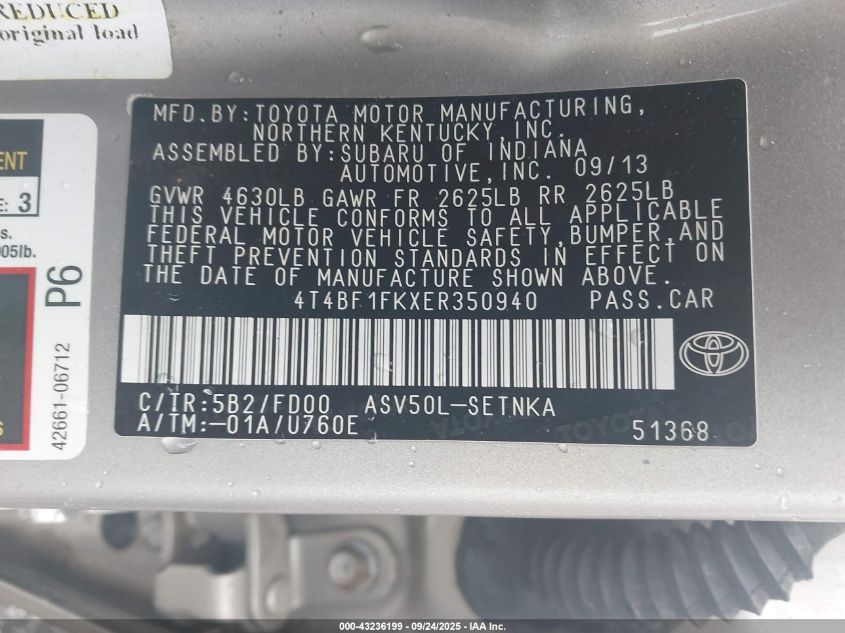 REDUCED
original load
ENT
E: 3
s.
005lb.
P6
42661-06712
S
MFD.BY:TOYOTA MOTOR MANUFACTURING,
NORTHERN KENTUCKY,INC.
ASSEMBLED BY:SUBARU OF INDIANA
AUTOMOTIVE,INC. 09/13
GVWR 4630LB GAWR FR 2625LB RR 2625LB
THIS VEHICLE CONFORMS TO ALL APPLICABLE
FEDERAL MOTOR VEHICLE SAFETY,BUMPER,AND
THEFT PREVENTION STANDARDS IN EFFECT ON
THE DATE OF MANUFACTURE SHOWN ABOVE.
4T4BF1FKXER350940 PASS.CAR
C/TR:5B2/FD00 ASV50L-SETNKA
A/TM:-01A/U760E 51368
000-43236199 - 09/24/2025 - IAA Inc.